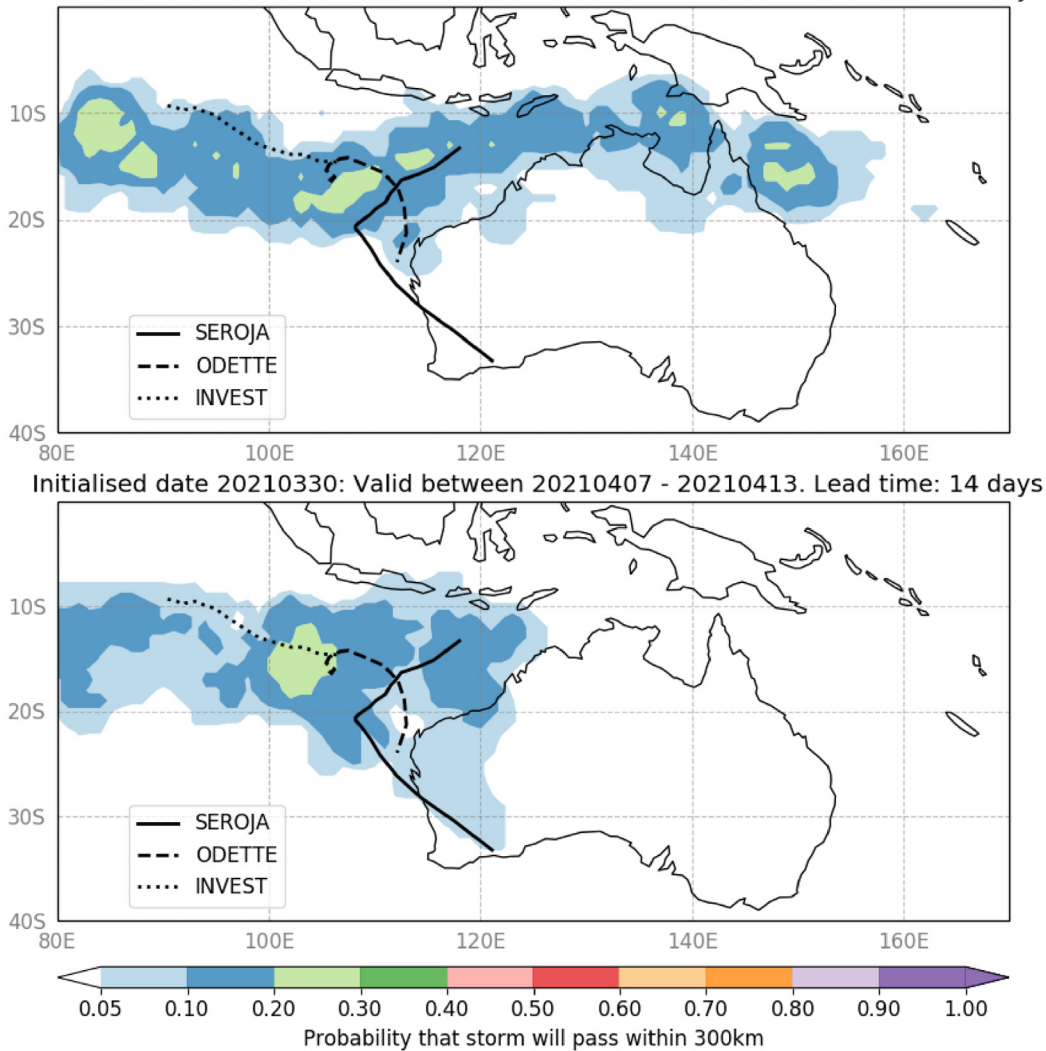 10S
20S
30S
40S
SEROJA
ODETTE
INVEST
80E 100E 120E 140E 160E
Initialised date 20210330: Valid between 20210407 - 20210413. Lead time: 14 days
10S
20S
30S
40S
SEROJA
ODETTE
INVEST
80E 100E 120E 140E 160E
0.05 0.10 0.20 0.30 0.40 0.50 0.60 0.70 0.80 0.90 1.00
Probability that storm will pass within 300km